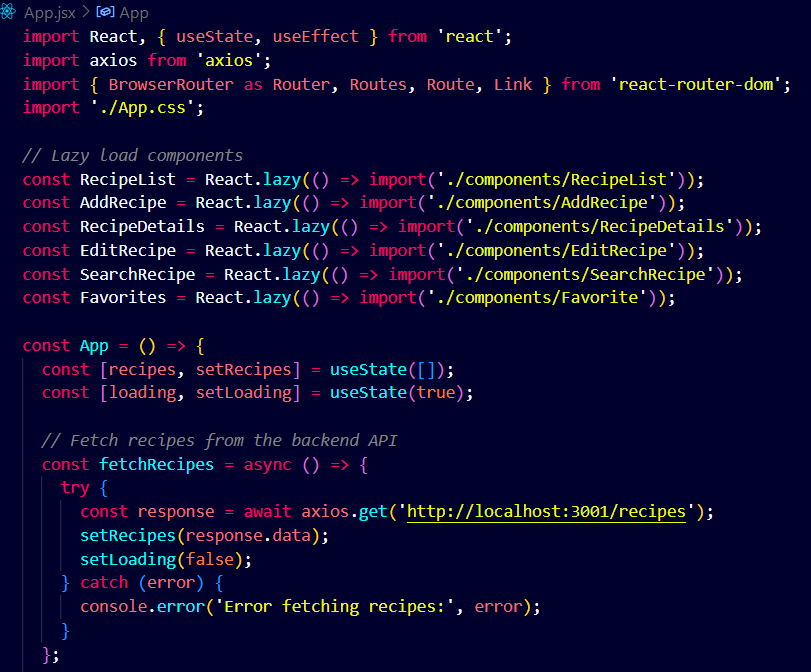 App.jsx > App
import React, { useState, useEffect } from 'react';
import axios from 'axios';
import { BrowserRouter as Router, Routes, Route, Link } from 'react-router-dom';
import './App.css';
// Lazy load components
const RecipeList = React.lazy(() => import('./components/RecipeList'));
const AddRecipe = React.lazy(() => import('./components/AddRecipe'));
const RecipeDetails = React.lazy(() => import('./components/RecipeDetails'));
const EditRecipe = React.lazy(() => import('./components/EditRecipe'));
const SearchRecipe = React.lazy(() => import('./components/SearchRecipe'));
const Favorites = React.lazy(() => import('./components/Favorite'));
const App = () => {
const [recipes, setRecipes] = useState([]);
const [loading, setLoading] = useState(true);
// Fetch recipes from the backend API
const fetchRecipes = async () => {
try {
const response = await axios.get('http://localhost:3001/recipes');
setRecipes(response.data);
setLoading(false);
} catch (error) {
console.error('Error fetching recipes:', error);
}
};